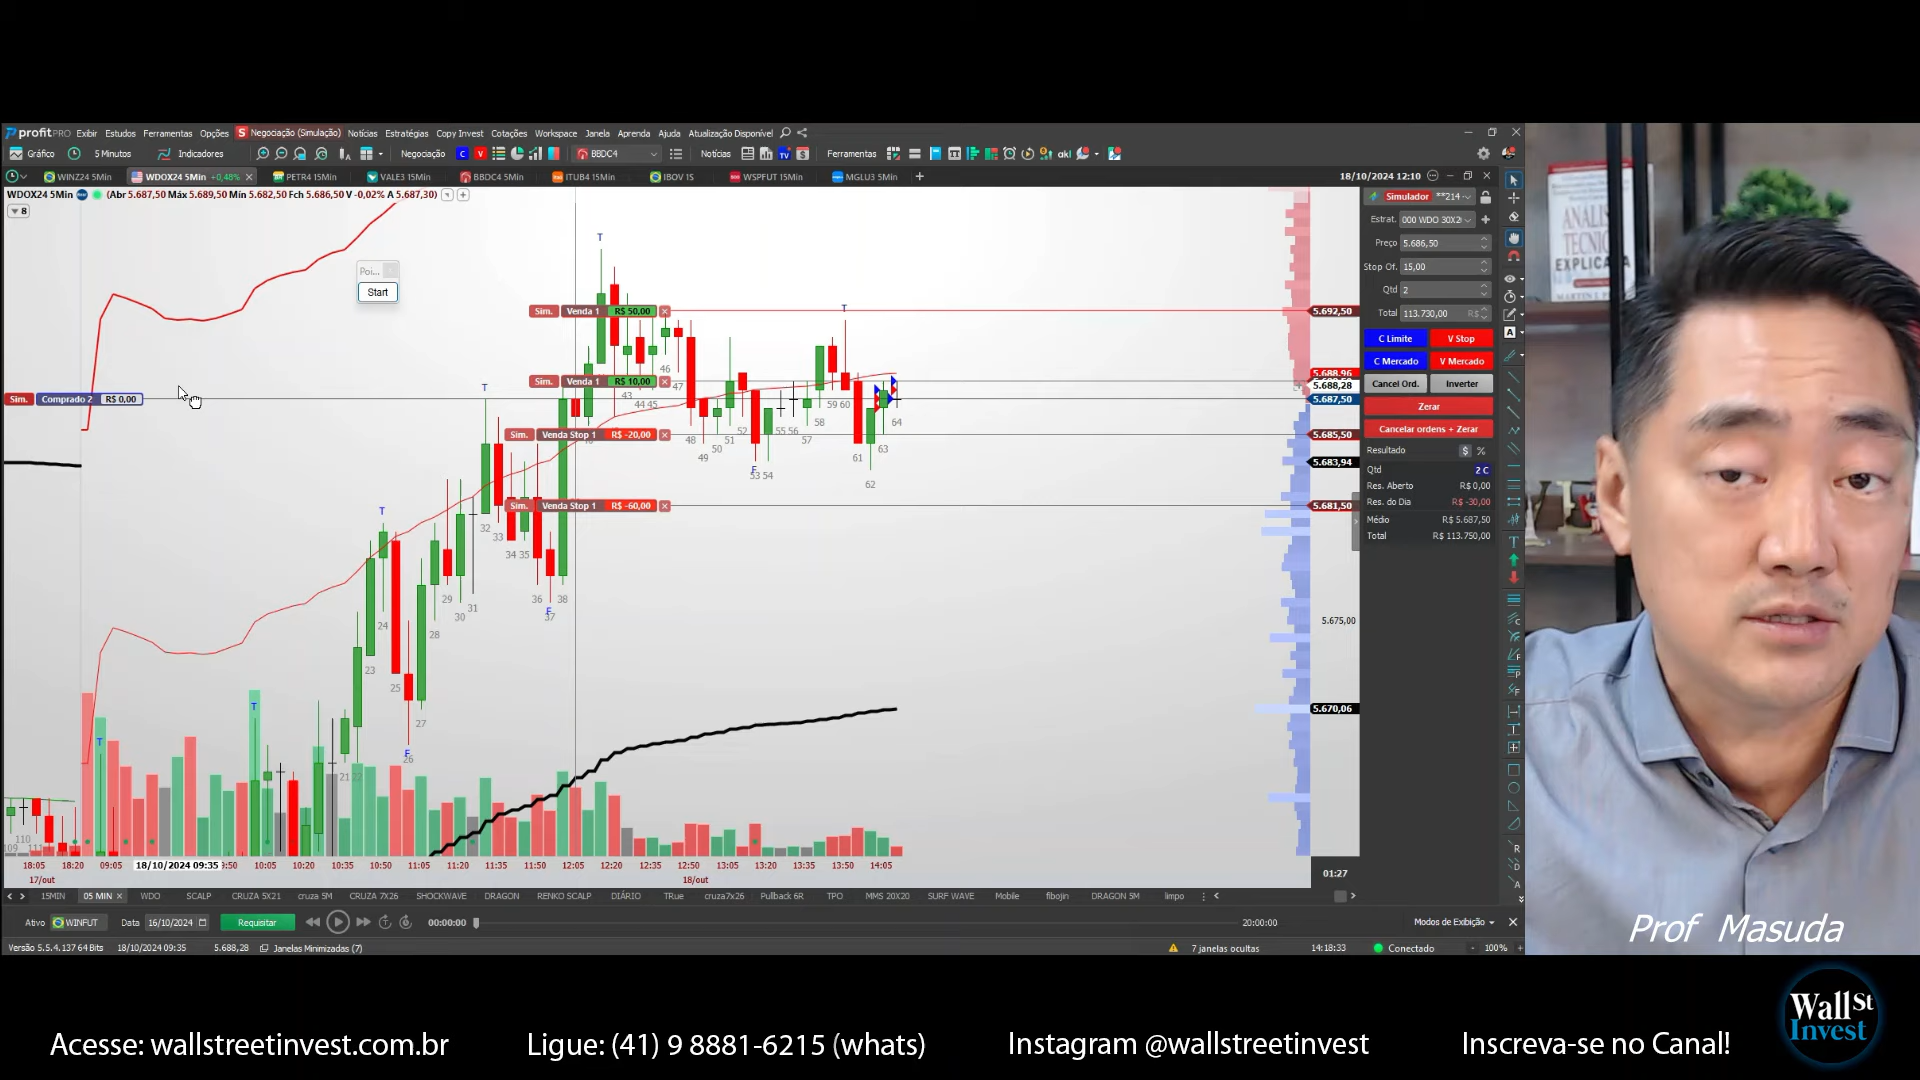 profitPRO Exibir Estudos Ferramentas Opções S Negociação (Simulação) Notícias Estratégias Copy Invest Cotações Workspace Janela Aprenda Ajuda Atualização Disponível
Gráfico 5 Minutos Indicadores Negociação C V BBDC4 Notícias Ferramentas
WINZ24 5Min WDOX24 5Min +0,48% PETR4 15Min VALE3 15Min BBDC4 5Min ITUB4 15Min IBOV 1S WSPFUT 15Min MGLU3 5Min 18/10/2024 12:10
WDOX24 5Min (Abr 5.687,50 Máx 5.689,50 Mín 5.682,50 Fch 5.686,50 V -0,02% A 5.687,30)
8
Poi...
Start
Sim. Comprado 2 R$ 0,00
Sim. Venda 1 R$ 50,00
Sim. Venda 1 R$ 10,00
Sim. Venda Stop 1 R$ -20,00
Sim. Venda Stop 1 R$ -60,00
5.692,50
5.688,96
5.688,28
5.687,50
5.685,50
5.683,94
5.681,50
5.675,00
5.670,06
Simulador **214
Estrat. 000 WDO 30X2
Preço 5.686,50
Stop Of. 15,00
Qtd 2
Total 113.730,00 R$
C Limite V Stop
C Mercado V Mercado
Cancel Ord. Inverter
Zerar
Cancelar ordens + Zerar
Resultado $ %
Qtd 2 C
Res. Aberto R$ 0,00
Res. do Dia R$ -30,00
Médio R$ 5.687,50
Total R$ 113.750,00
18:05 18:20 09:05 18/10/2024 09:35 10:05 10:20 10:35 10:50 11:05 11:20 11:35 11:50 12:05 12:20 12:35 12:50 13:05 13:20 13:35 13:50 14:05
17/out 18/out
01:27
15MIN 05 MIN WDO SCALP CRUZA 5X21 cruza 5M CRUZA 7X26 SHOCKWAVE DRAGON RENKO SCALP DIÁRIO TRue cruza7x26 Pullback 6R TPO MMS 20X20 SURF WAVE Mobile fibojin DRAGON 5M limpo
Ativo WINFUT Data 16/10/2024 Requisitar 00:00:00 20:00:00 Modos de Exibição
Versão 5.5.4.137 64 Bits 18/10/2024 09:35 5.688,28 Janelas Minimizadas (7) 7 janelas ocultas 14:18:33 Conectado - 100% +
ANÁLISE
TÉCNICA
EXPLICADA
Prof Masuda
Acesse: wallstreetinvest.com.br Ligue: (41) 9 8881-6215 (whats) Instagram @wallstreetinvest Inscreva-se no Canal!
Wall St
Invest